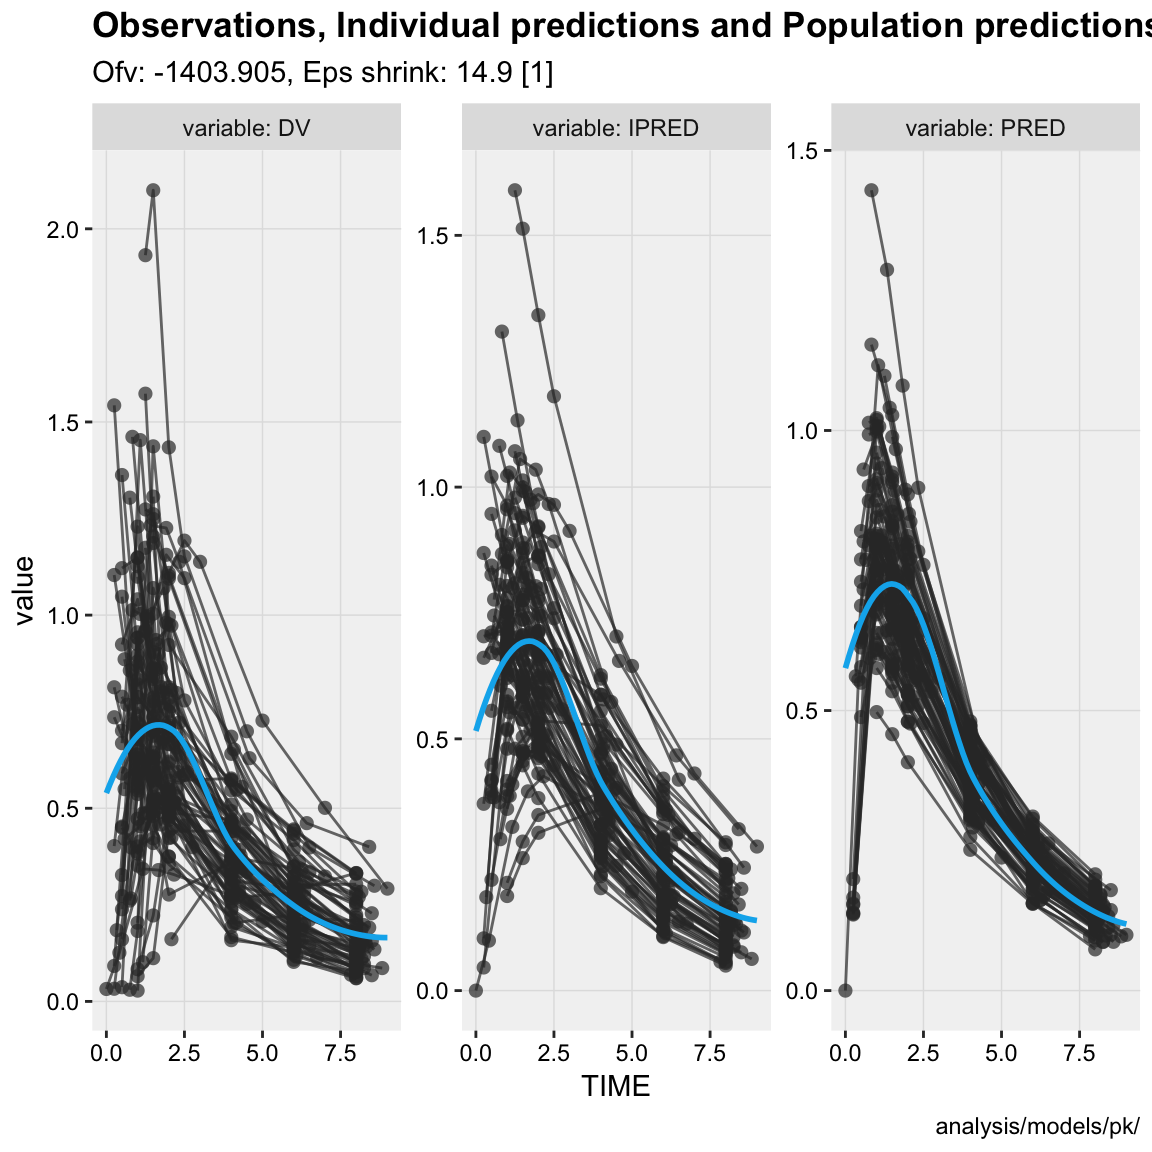 Observations, Individual predictions and Population predictions
Ofv: -1403.905, Eps shrink: 14.9 [1]
variable: DV
variable: IPRED
variable: PRED
value
2.0
1.5
1.0
0.5
0.0
1.5
1.0
0.5
0.0
1.5
1.0
0.5
0.0
0.0 2.5 5.0 7.5
0.0 2.5 5.0 7.5
0.0 2.5 5.0 7.5
TIME
analysis/models/pk/